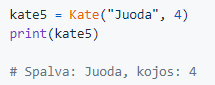 kate5 = Kate("Juoda", 4)
print(kate5)
# Spalva: Juoda, kojos: 4